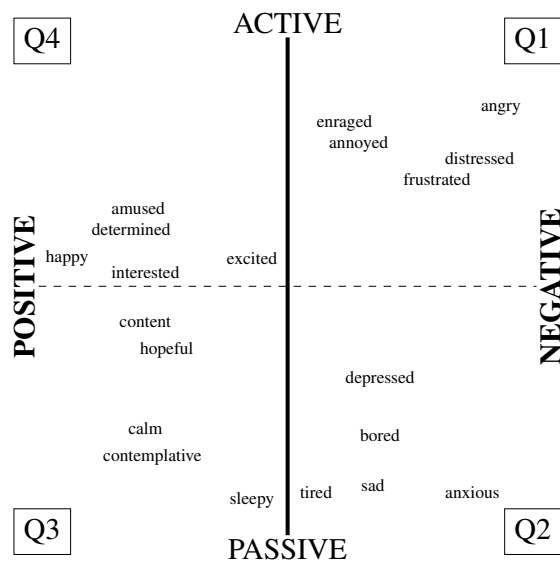 Q4
ACTIVE
Q1
angry
enraged
annoyed
distressed
frustrated
amused
determined
happy
excited
interested
POSITIVE
NEGATIVE
content
hopeful
depressed
calm
bored
contemplative
sleepy
tired
sad
anxious
Q3
PASSIVE
Q2